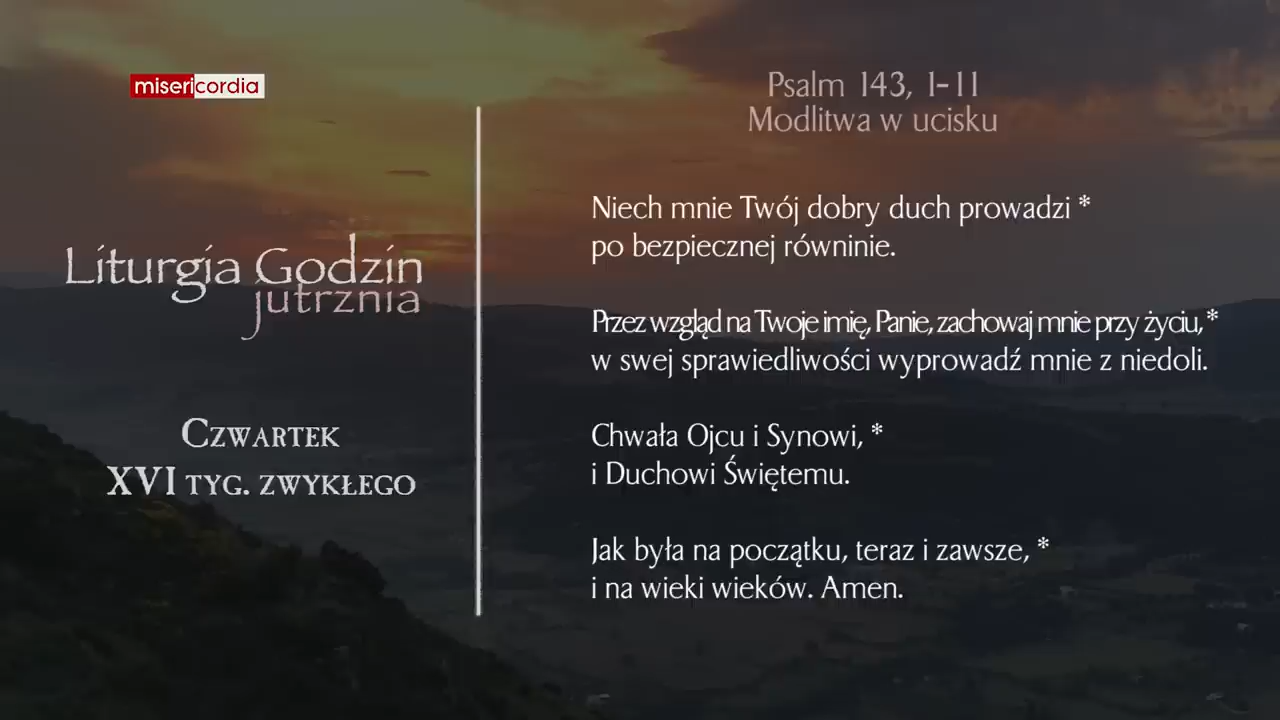 misericordia
Liturgia Godzin
jutrznia
Czwartek
XVI tyg. zwykłego
Psalm 143, 1-11
Modlitwa w ucisku
Niech mnie Twój dobry duch prowadzi *
po bezpiecznej równinie.
Przez wzgląd na Twoje imię, Panie, zachowaj mnie przy życiu, *
w swej sprawiedliwości wyprowadź mnie z niedoli.
Chwała Ojcu i Synowi, *
i Duchowi Świętemu.
Jak była na początku, teraz i zawsze, *
i na wieki wieków. Amen.